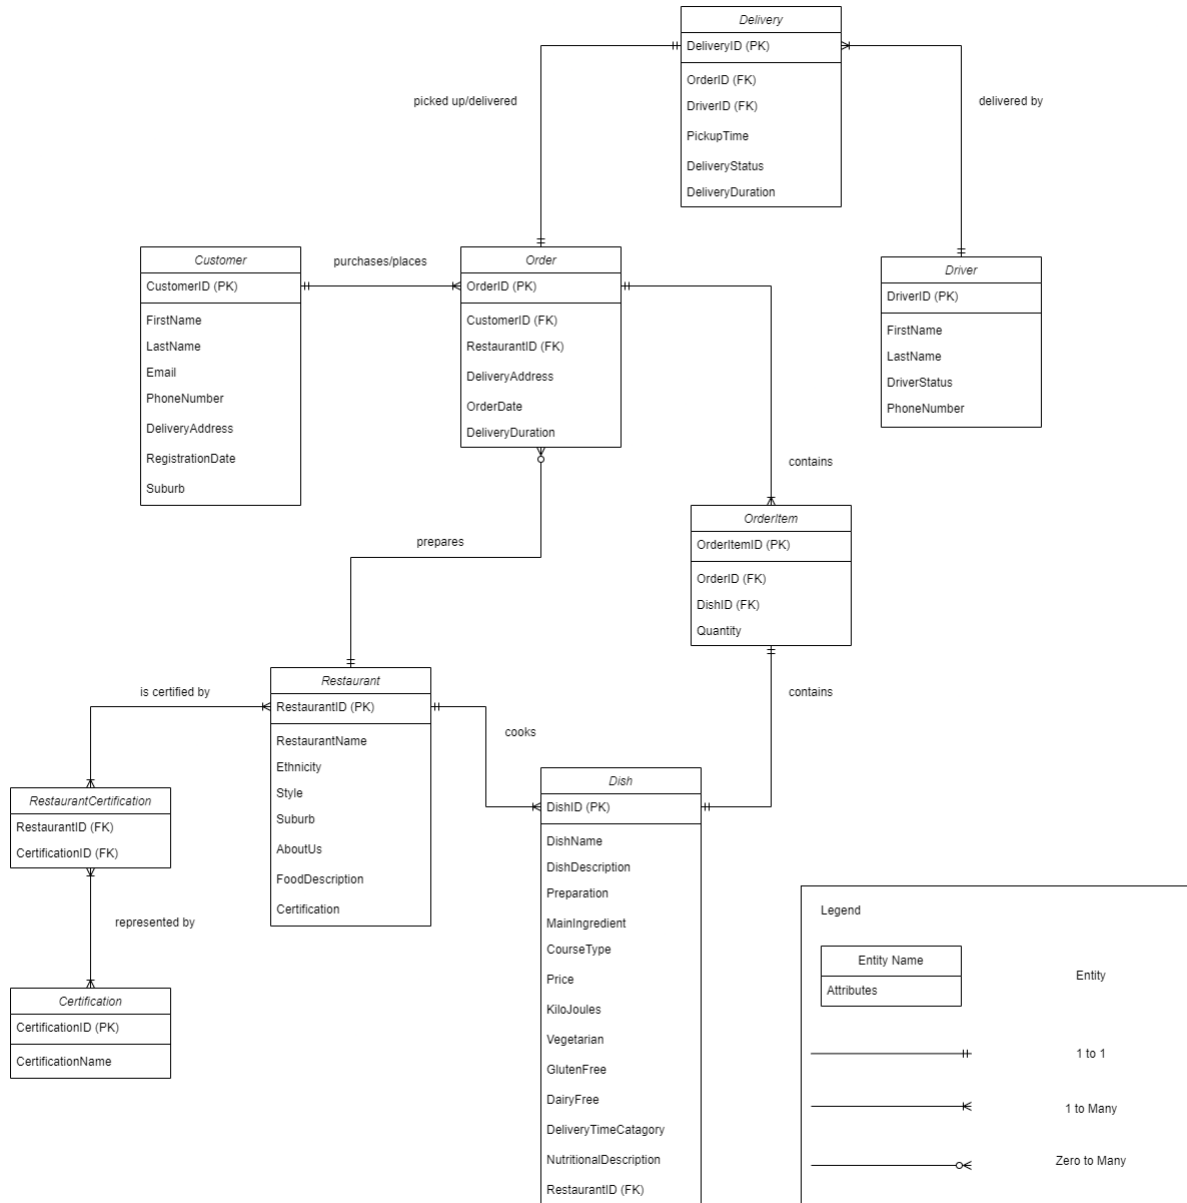 Delivery
DeliveryID (PK)
OrderID (FK)
DriverID (FK)
PickupTime
DeliveryStatus
DeliveryDuration
picked up/delivered
delivered by
Customer
CustomerID (PK)
FirstName
LastName
Email
PhoneNumber
DeliveryAddress
RegistrationDate
Suburb
purchases/places
Order
OrderID (PK)
CustomerID (FK)
RestaurantID (FK)
DeliveryAddress
OrderDate
DeliveryDuration
Driver
DriverID (PK)
FirstName
LastName
DriverStatus
PhoneNumber
contains
OrderItem
OrderItemID (PK)
OrderID (FK)
DishID (FK)
Quantity
prepares
contains
is certified by
Restaurant
RestaurantID (PK)
RestaurantName
Ethnicity
Style
Suburb
AboutUs
FoodDescription
Certification
cooks
Dish
DishID (PK)
DishName
DishDescription
Preparation
MainIngredient
CourseType
Price
KiloJoules
Vegetarian
GlutenFree
DairyFree
DeliveryTimeCatagory
NutritionalDescription
RestaurantID (FK)
RestaurantCertification
RestaurantID (FK)
CertificationID (FK)
represented by
Certification
CertificationID (PK)
CertificationName
Legend
Entity Name
Attributes
Entity
1 to 1
1 to Many
Zero to Many